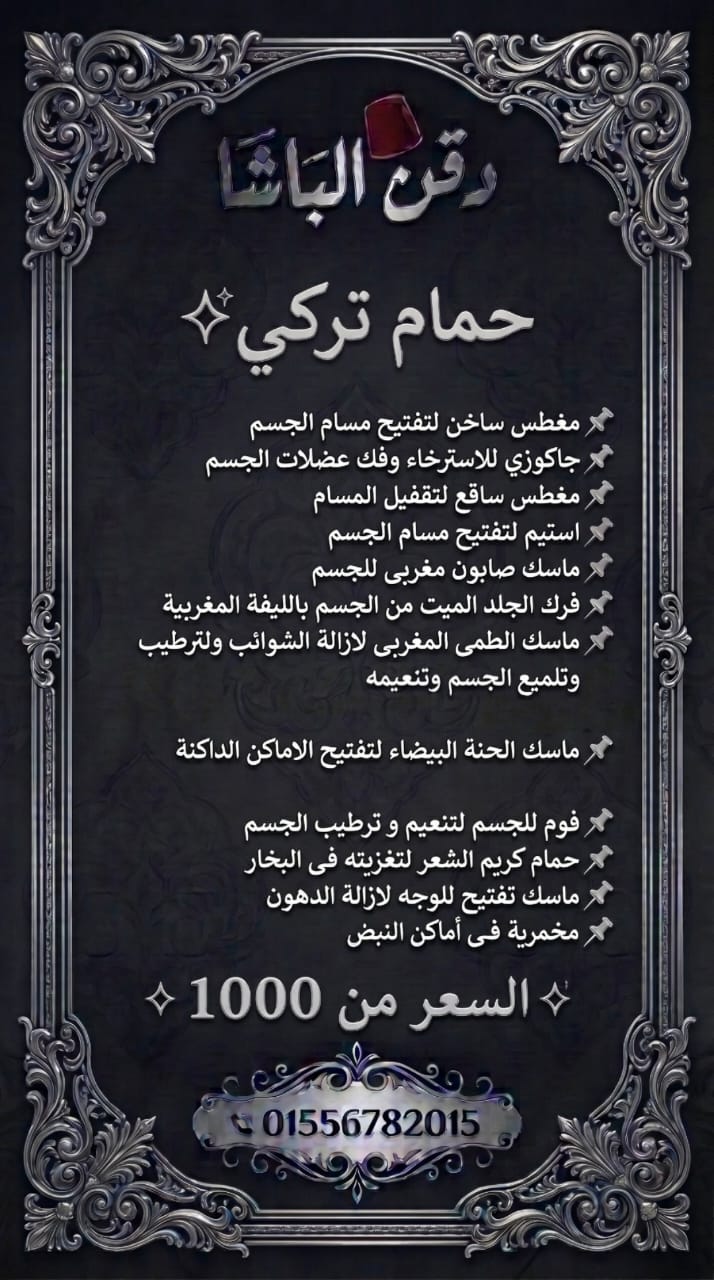 دقن البَاشَا
حمام تركي
مغطس ساخن لتفتيح مسام الجسم
جاكوزي للاسترخاء وفك عضلات الجسم
مغطس ساقع لتقفيل المسام
استيم لتفتيح مسام الجسم
ماسك صابون مغربى للجسم
فرك الجلد الميت من الجسم بالليفة المغربية
ماسك الطمى المغربى لازالة الشوائب ولترطيب
وتلميع الجسم وتنعيمه
ماسك الحنة البيضاء لتفتيح الاماكن الداكنة
فوم للجسم لتنعيم و ترطيب الجسم
حمام كريم الشعر لتغزيته فى البخار
ماسك تفتيح للوجه لازالة الدهون
مخمرية فى أماكن النبض
السعر من 1000
01556782015